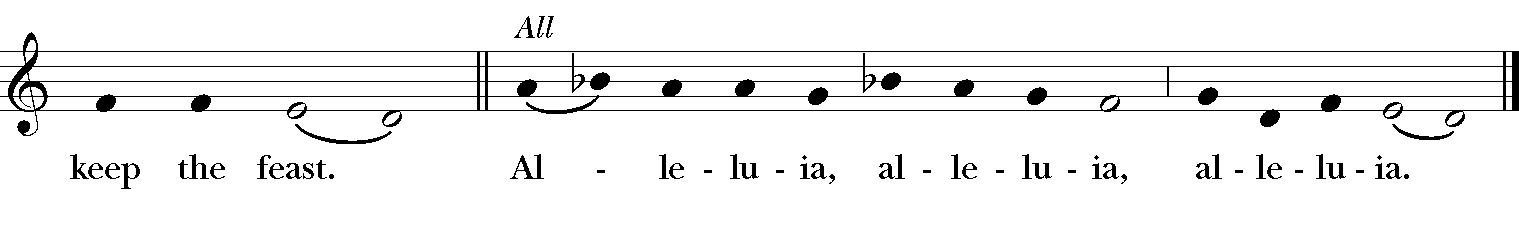 All
keep the feast. Al - le - lu - ia, al - le - lu - ia, al - le - lu - ia.